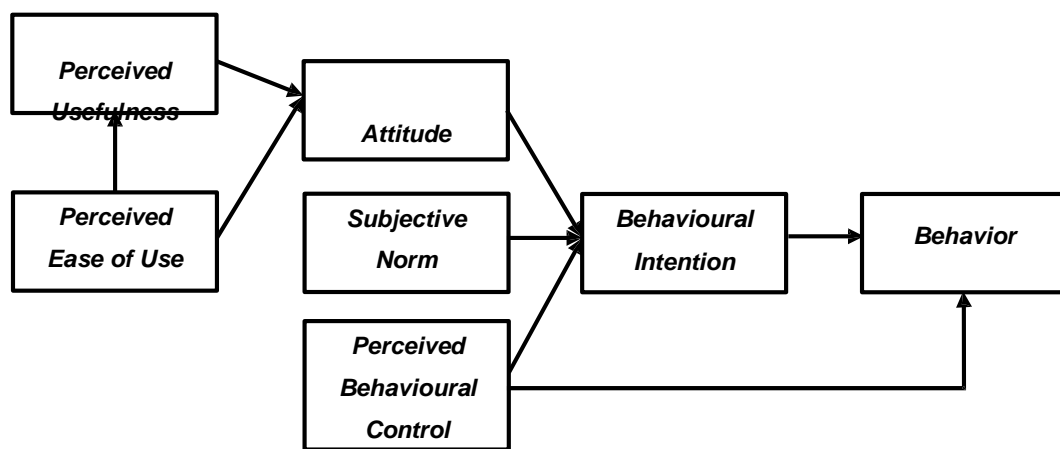 Perceived
Usefulness
Attitude
Perceived
Ease of Use
Subjective
Norm
Behavioural
Intention
Behavior
Perceived
Behavioural
Control